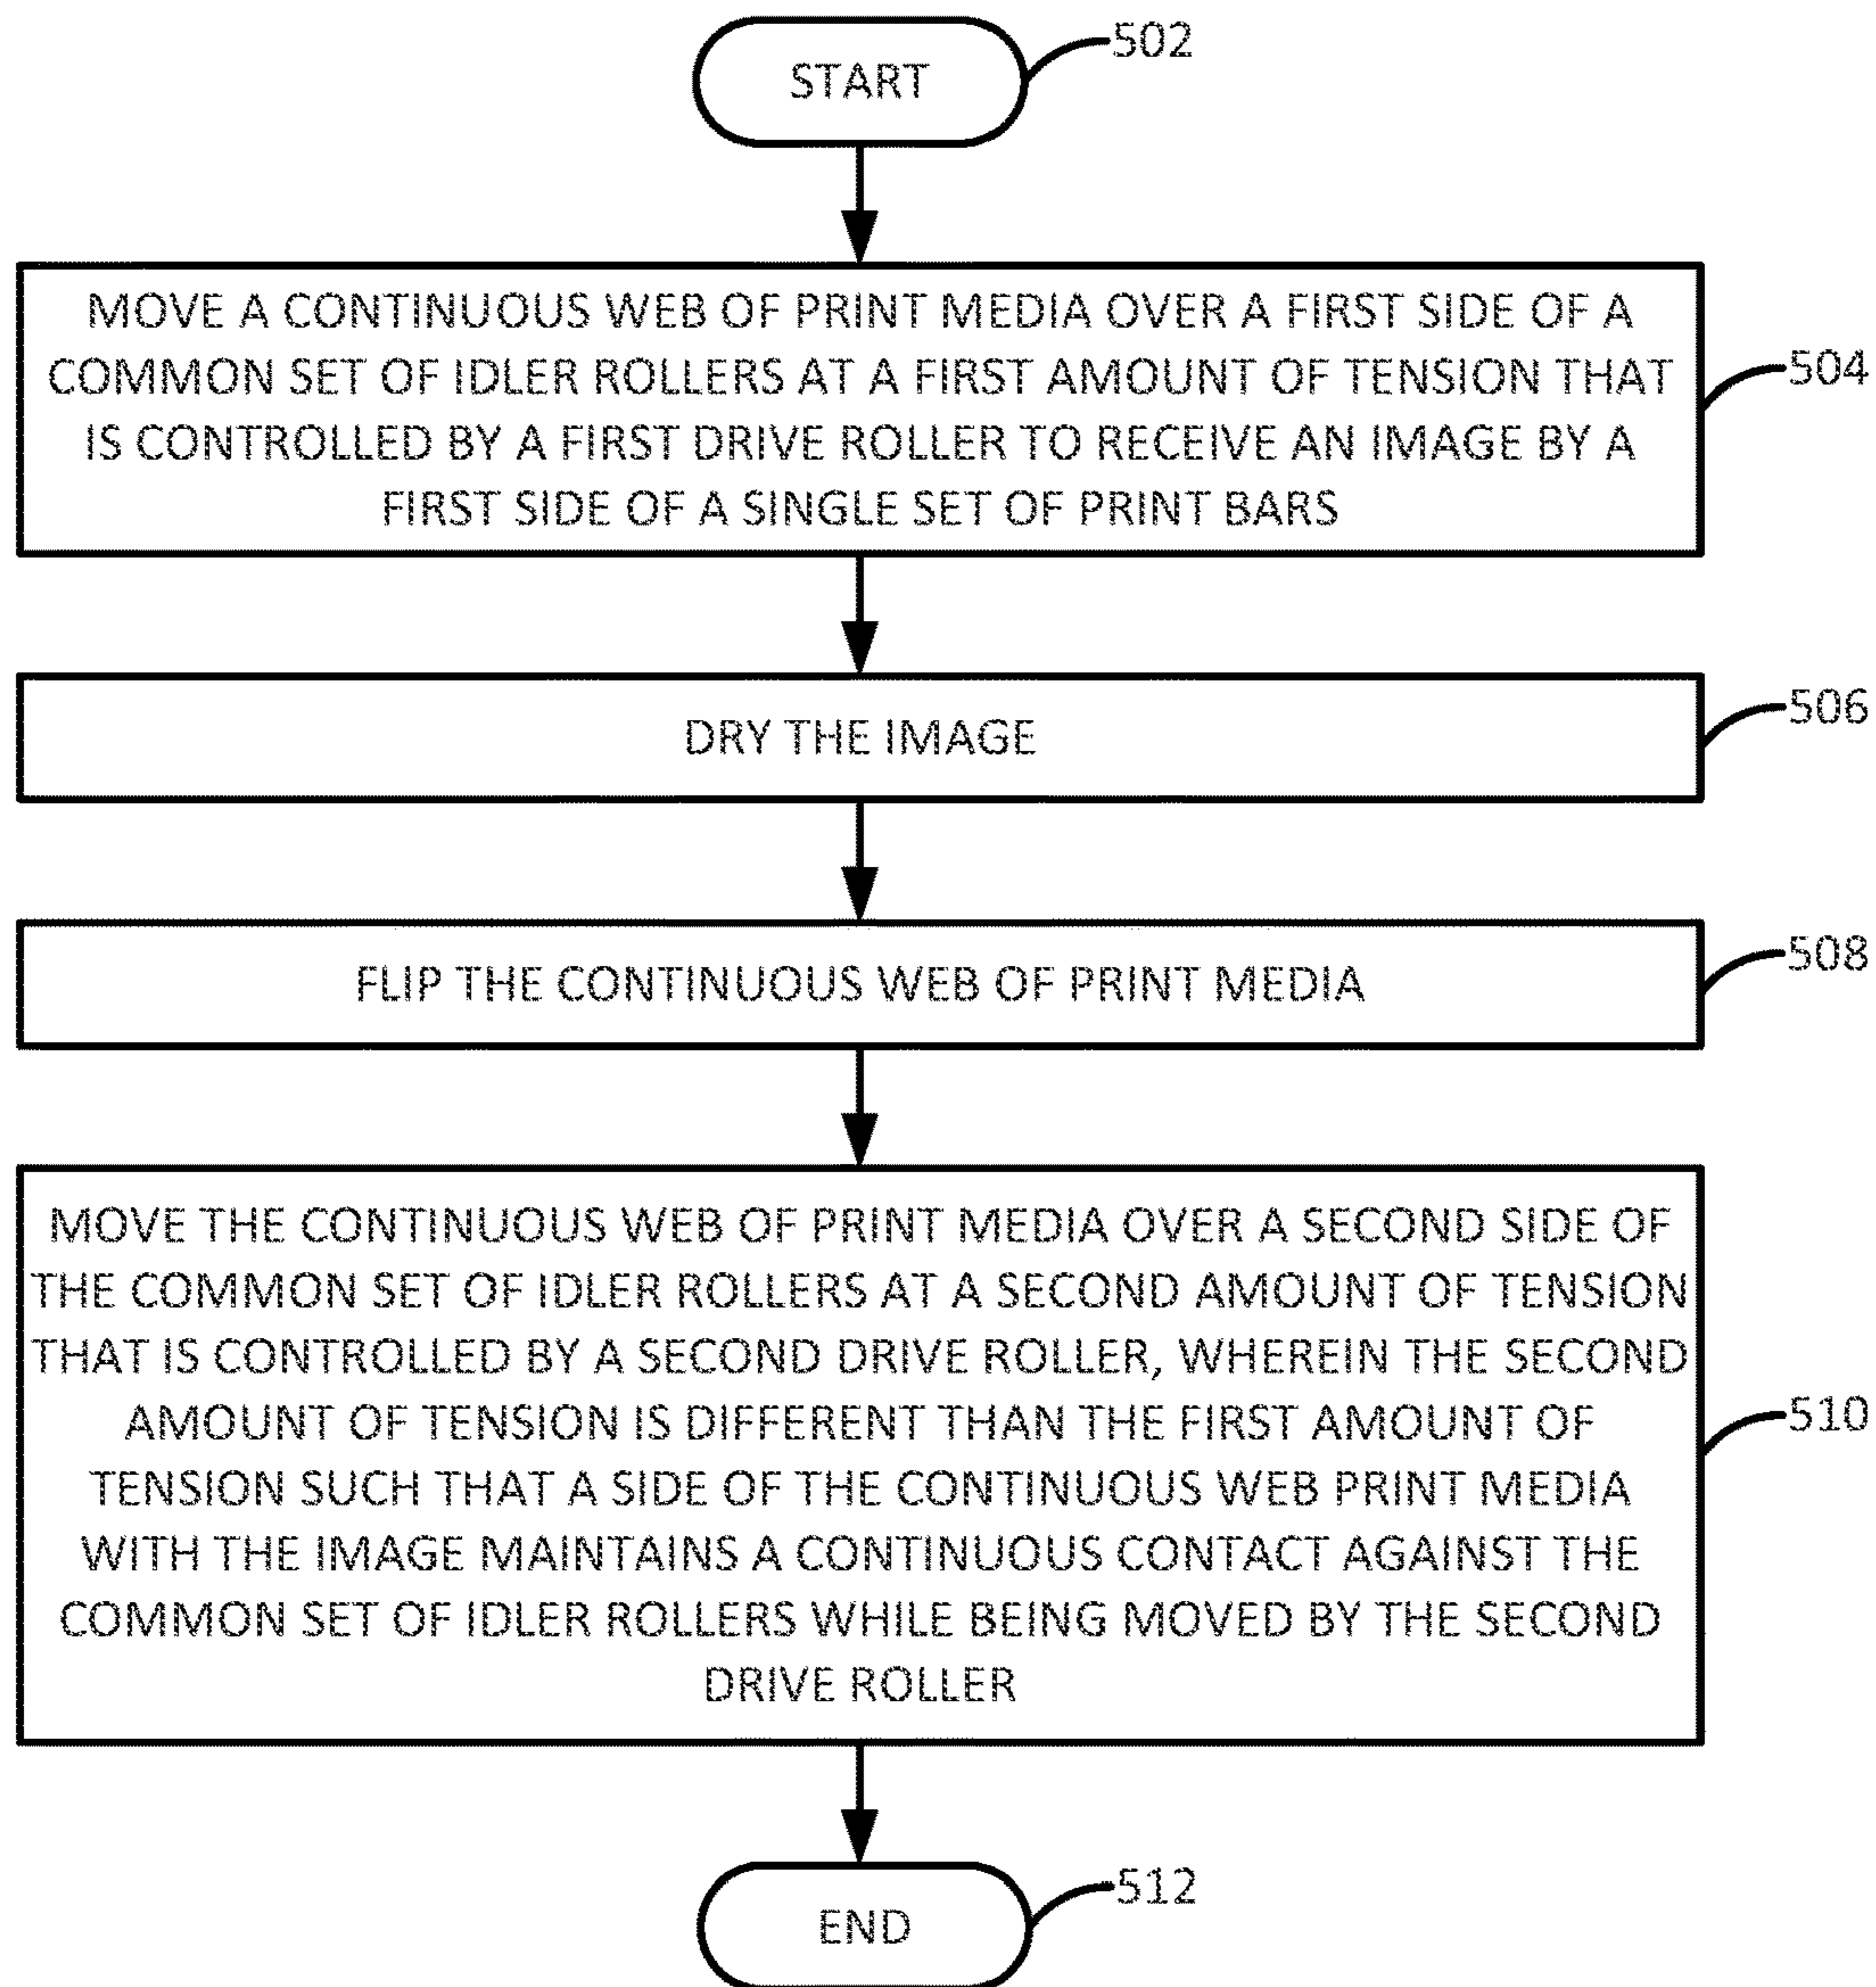 START
502
MOVE A CONTINUOUS WEB OF PRINT MEDIA OVER A FIRST SIDE OF A
COMMON SET OF IDLER ROLLERS AT A FIRST AMOUNT OF TENSION THAT
IS CONTROLLED BY A FIRST DRIVE ROLLER TO RECEIVE AN IMAGE BY A
FIRST SIDE OF A SINGLE SET OF PRINT BARS
504
DRY THE IMAGE
506
FLIP THE CONTINUOUS WEB OF PRINT MEDIA
508
MOVE THE CONTINUOUS WEB OF PRINT MEDIA OVER A SECOND SIDE OF
THE COMMON SET OF IDLER ROLLERS AT A SECOND AMOUNT OF TENSION
THAT IS CONTROLLED BY A SECOND DRIVE ROLLER, WHEREIN THE SECOND
AMOUNT OF TENSION IS DIFFERENT THAN THE FIRST AMOUNT OF
TENSION SUCH THAT A SIDE OF THE CONTINUOUS WEB PRINT MEDIA
WITH THE IMAGE MAINTAINS A CONTINUOUS CONTACT AGAINST THE
COMMON SET OF IDLER ROLLERS WHILE BEING MOVED BY THE SECOND
DRIVE ROLLER
510
END
512